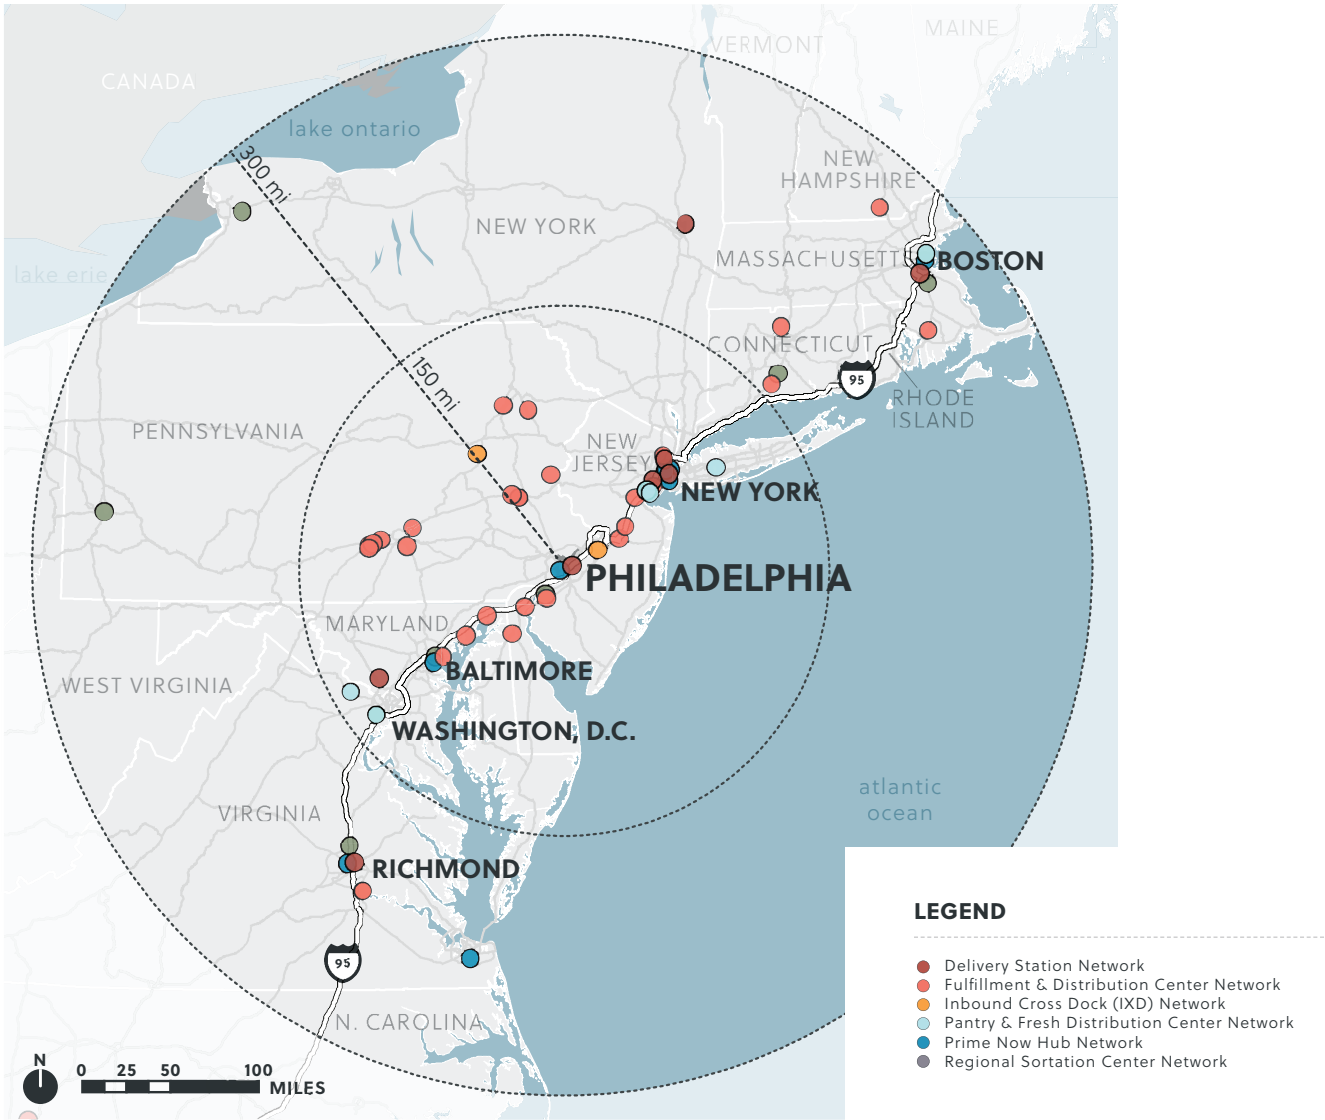 MAINE
VERMONT
CANADA
lake ontario
300 mi
NEW
HAMPSHIRE
NEW YORK
MASSACHUSETT
BOSTON
lake erie
CONNECTICUT
150 mi
95
RHODE
ISLAND
PENNSYLVANIA
NEW
JERSEY
NEW YORK
PHILADELPHIA
MARYLAND
BALTIMORE
WEST VIRGINIA
WASHINGTON, D.C.
atlantic
ocean
VIRGINIA
RICHMOND
95
N. CAROLINA
N
0 25 50 100
MILES
LEGEND
Delivery Station Network
Fulfillment & Distribution Center Network
Inbound Cross Dock (IXD) Network
Pantry & Fresh Distribution Center Network
Prime Now Hub Network
Regional Sortation Center Network